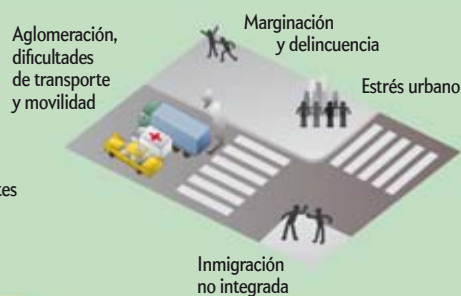 Aglomeración,
dificultades
de transporte
y movilidad
Marginación
y delincuencia
Estrés urbano
Inmigración
no integrada